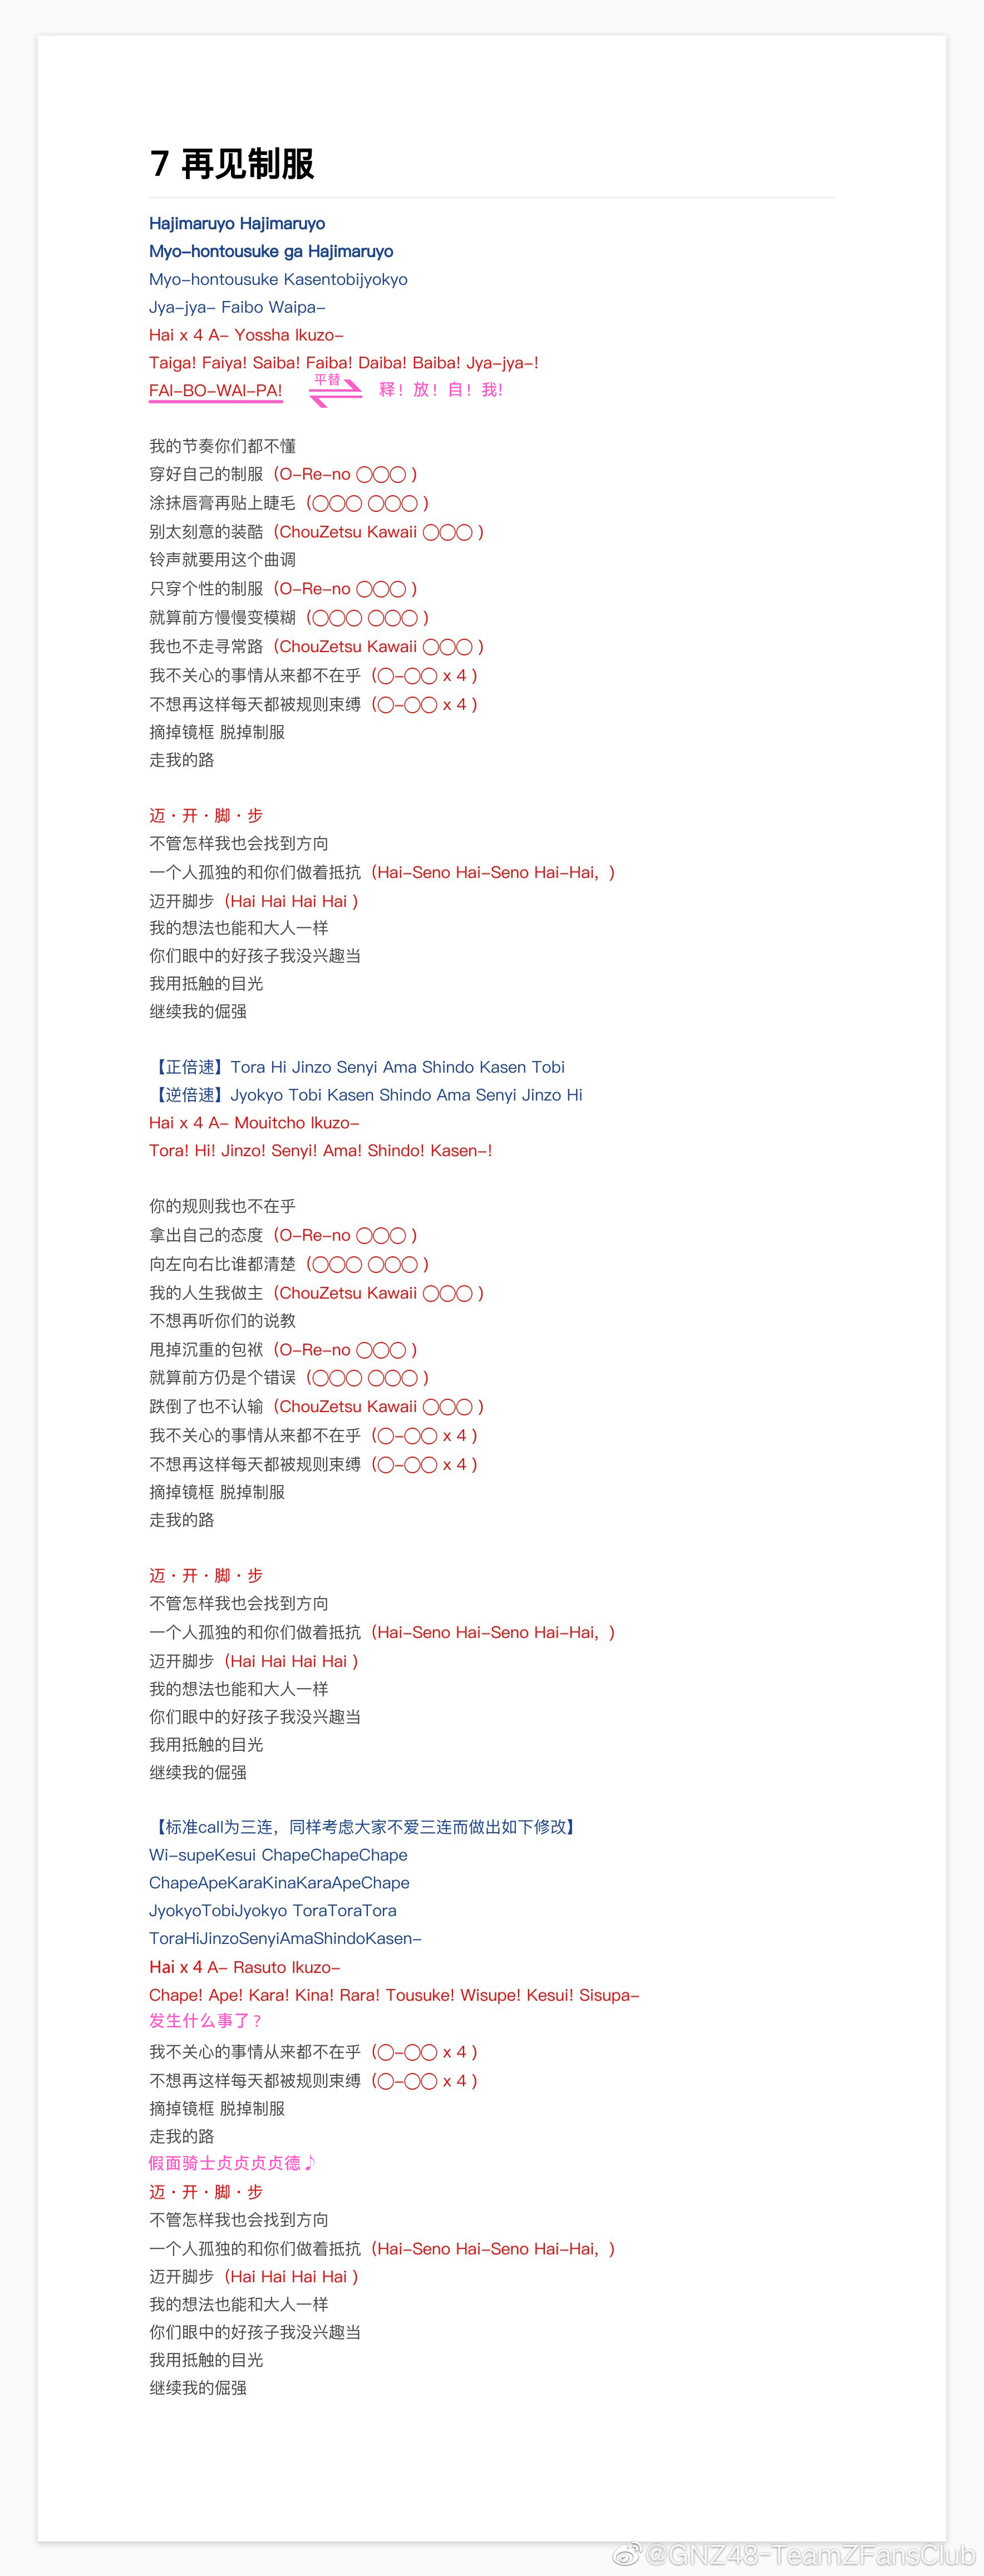 7 再见制服
Hajimaruyo Hajimaruyo
Myo-hontousuke ga Hajimaruyo
Myo-hontousuke Kasentobijyokyo
Jya-jya- Faibo Waipa-
Hai x 4 A- Yossha Ikuzo-
Taiga! Faiya! Saiba! Faiba! Daiba! Baiba! Jya-jya-!
FAI-BO-WAI-PA! 平替 释！放！自！我!
我的节奏你们都不懂
穿好自己的制服（O-Re-no ◯◯◯ ）
涂抹唇膏再贴上睫毛（◯◯◯ ◯◯◯ ）
别太刻意的装酷（ChouZetsu Kawaii ◯◯◯ ）
铃声就要用这个曲调
只穿个性的制服（O-Re-no ◯◯◯ ）
就算前方慢慢变模糊（◯◯◯ ◯◯◯ ）
我也不走寻常路（ChouZetsu Kawaii ◯◯◯ ）
我不关心的事情从来都不在乎（◯-◯◯ x 4 ）
不想再这样每天都被规则束缚（◯-◯◯ x 4 ）
摘掉镜框 脱掉制服
走我的路
迈・开・脚・步
不管怎样我也会找到方向
一个人孤独的和你们做着抵抗（Hai-Seno Hai-Seno Hai-Hai，）
迈开脚步（Hai Hai Hai Hai ）
我的想法也能和大人一样
你们眼中的好孩子我没兴趣当
我用抵触的目光
继续我的倔强
【正倍速】Tora Hi Jinzo Senyi Ama Shindo Kasen Tobi
【逆倍速】Jyokyo Tobi Kasen Shindo Ama Senyi Jinzo Hi
Hai x 4 A- Mouitcho Ikuzo-
Tora! Hi! Jinzo! Senyi! Ama! Shindo! Kasen-!
你的规则我也不在乎
拿出自己的态度（O-Re-no ◯◯◯ ）
向左向右比谁都清楚（◯◯◯ ◯◯◯ ）
我的人生我做主（ChouZetsu Kawaii ◯◯◯ ）
不想再听你们的说教
甩掉沉重的包袱（O-Re-no ◯◯◯ ）
就算前方仍是个错误（◯◯◯ ◯◯◯ ）
跌倒了也不认输（ChouZetsu Kawaii ◯◯◯ ）
我不关心的事情从来都不在乎（◯-◯◯ x 4 ）
不想再这样每天都被规则束缚（◯-◯◯ x 4 ）
摘掉镜框 脱掉制服
走我的路
迈・开・脚・步
不管怎样我也会找到方向
一个人孤独的和你们做着抵抗（Hai-Seno Hai-Seno Hai-Hai，）
迈开脚步（Hai Hai Hai Hai ）
我的想法也能和大人一样
你们眼中的好孩子我没兴趣当
我用抵触的目光
继续我的倔强
【标准call为三连，同样考虑大家不爱三连而做出如下修改】
Wi-supeKesui ChapeChapeChape
ChapeApeKaraKinaKaraApeChape
JyokyoTobiJyokyo ToraToraTora
ToraHiJinzoSenyiAmaShindoKasen-
Hai x 4 A- Rasuto Ikuzo-
Chape! Ape! Kara! Kina! Rara! Tousuke! Wisupe! Kesui! Sisupa-
发生什么事了？
我不关心的事情从来都不在乎（◯-◯◯ x 4 ）
不想再这样每天都被规则束缚（◯-◯◯ x 4 ）
摘掉镜框 脱掉制服
走我的路
假面骑士贞贞贞贞德♪
迈・开・脚・步
不管怎样我也会找到方向
一个人孤独的和你们做着抵抗（Hai-Seno Hai-Seno Hai-Hai，）
迈开脚步（Hai Hai Hai Hai ）
我的想法也能和大人一样
你们眼中的好孩子我没兴趣当
我用抵触的目光
继续我的倔强
@GNZ48-TeamZFansClub